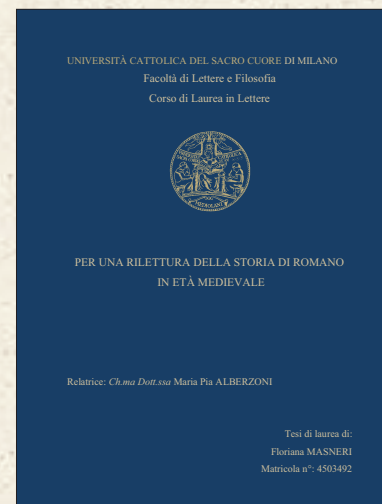 UNIVERSITÀ CATTOLICA DEL SACRO CUORE DI MILANO
Facoltà di Lettere e Filosofia
Corso di Laurea in Lettere
PER UNA RILETTURA DELLA STORIA DI ROMANO
IN ETÀ MEDIEVALE
Relatrice: Ch.ma Dott.ssa Maria Pia ALBERZONI
Tesi di laurea di:
Floriana MASNERI
Matricola n°: 4503492